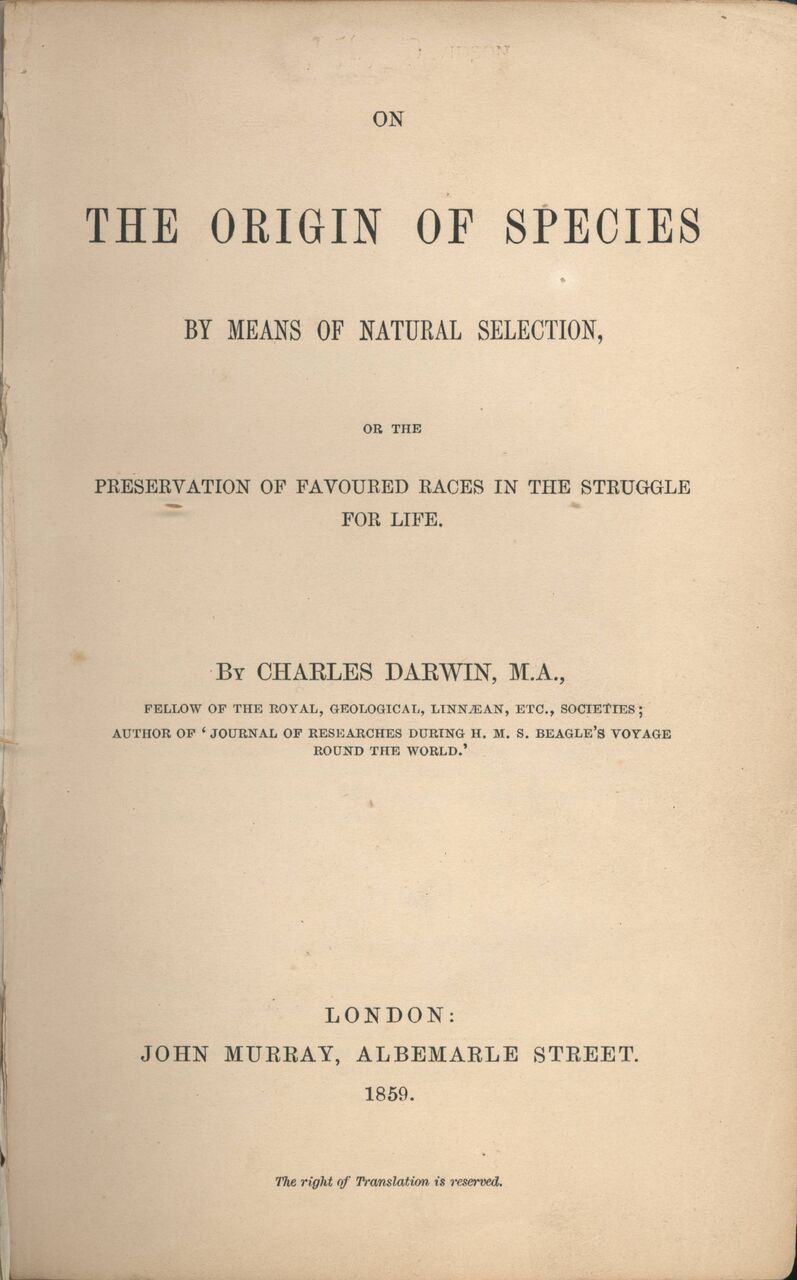 ON
THE ORIGIN OF SPECIES
BY MEANS OF NATURAL SELECTION,
OR THE
PRESERVATION OF FAVOURED RACES IN THE STRUGGLE
FOR LIFE.
BY CHARLES DARWIN, M.A.,
FELLOW OF THE ROYAL, GEOLOGICAL, LINNÆAN, ETC., SOCIETIES;
AUTHOR OF ‘JOURNAL OF RESEARCHES DURING H. M. S. BEAGLE’S VOYAGE
ROUND THE WORLD.’
LONDON:
JOHN MURRAY, ALBEMARLE STREET.
1859.
The right of Translation is reserved.